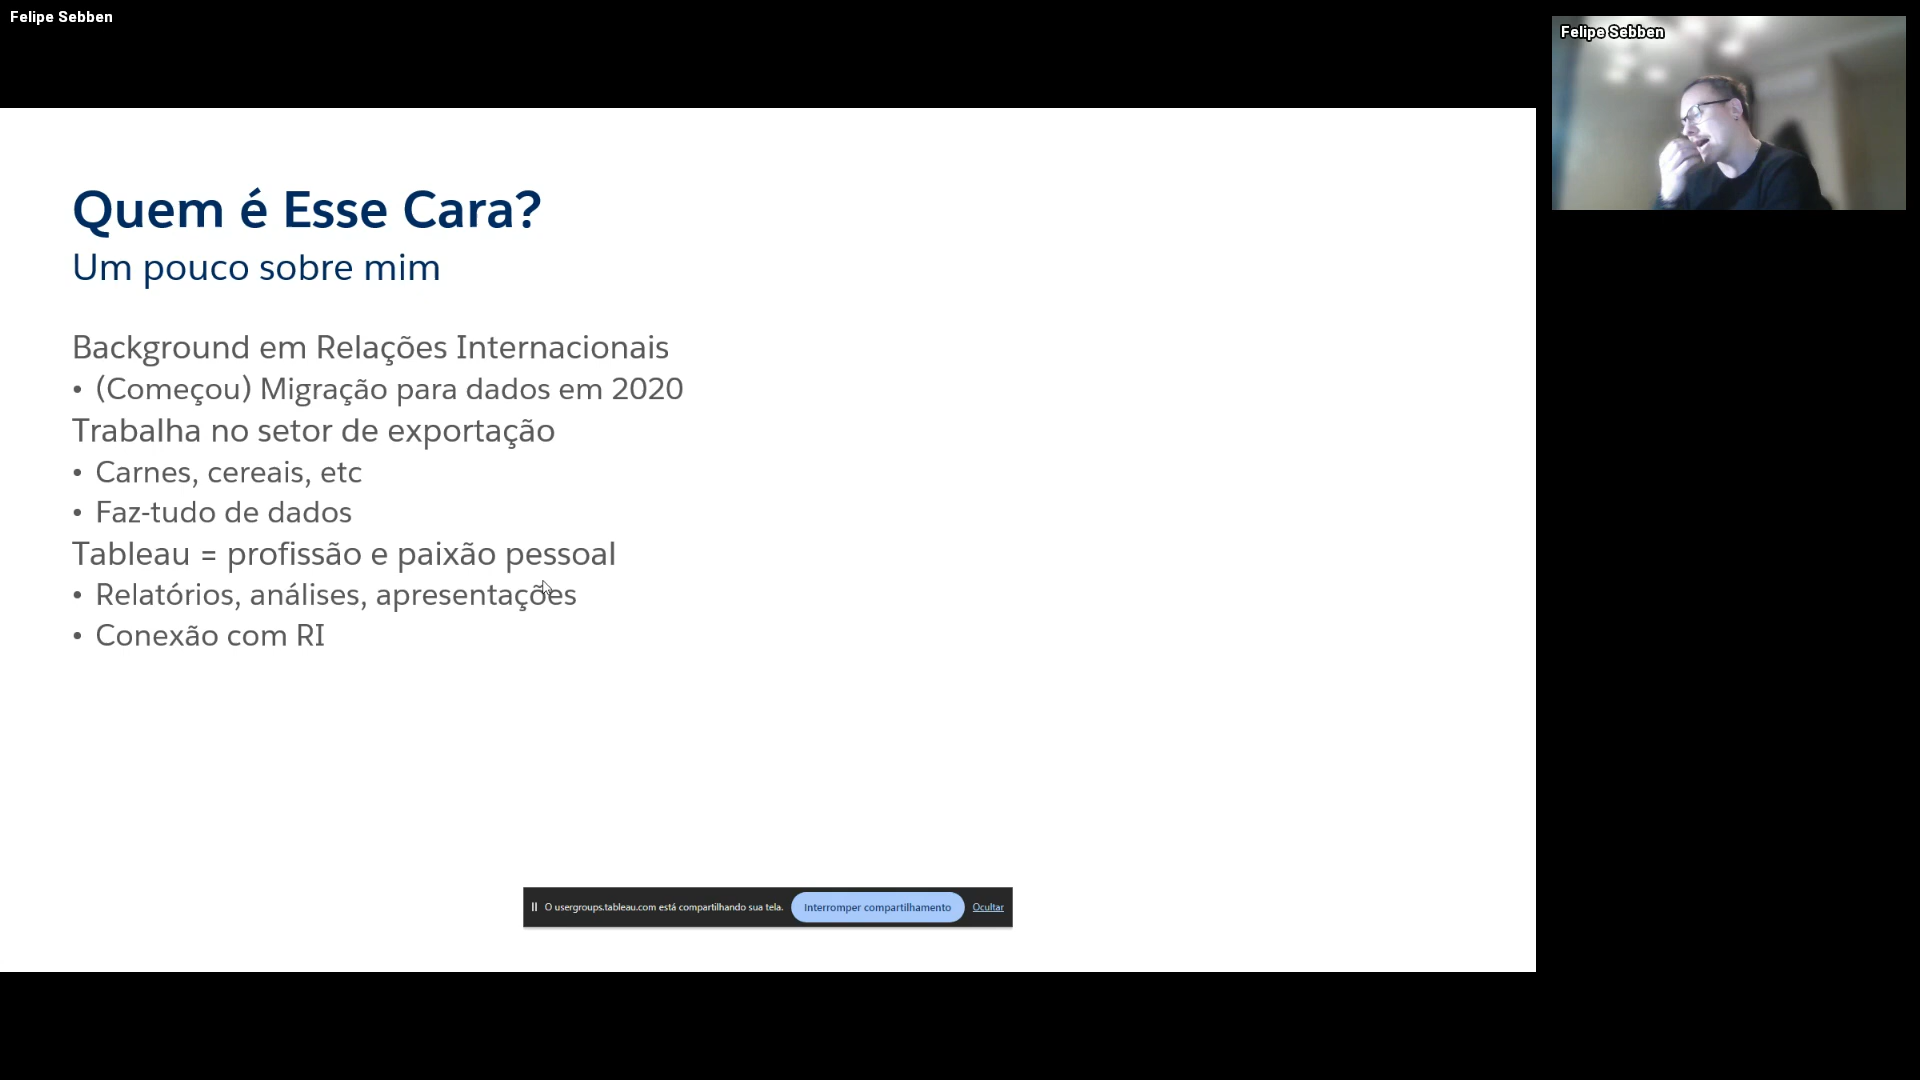 Felipe Sebben
Felipe Sebben
Quem é Esse Cara?
Um pouco sobre mim
Background em Relações Internacionais
• (Começou) Migração para dados em 2020
Trabalha no setor de exportação
• Carnes, cereais, etc
• Faz-tudo de dados
Tableau = profissão e paixão pessoal
• Relatórios, análises, apresentações
• Conexão com RI
O usergroups.tableau.com está compartilhando sua tela. Interromper compartilhamento Ocultar